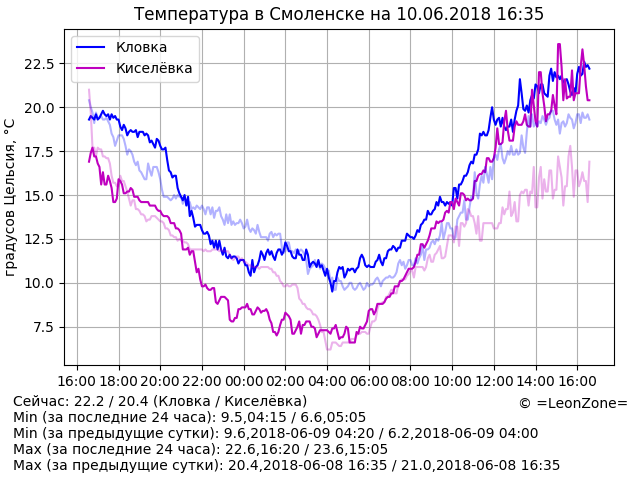 Температура в Смоленске на 10.06.2018 16:35
Кловка
Киселёвка
градусов Цельсия, °C
22.5
20.0
17.5
15.0
12.5
10.0
7.5
16:00 18:00 20:00 22:00 00:00 02:00 04:00 06:00 08:00 10:00 12:00 14:00 16:00
Сейчас: 22.2 / 20.4 (Кловка / Киселёвка)
© =LeonZone=
Min (за последние 24 часа): 9.5,04:15 / 6.6,05:05
Min (за предыдущие сутки): 9.6,2018-06-09 04:20 / 6.2,2018-06-09 04:00
Max (за последние 24 часа): 22.6,16:20 / 23.6,15:05
Max (за предыдущие сутки): 20.4,2018-06-08 16:35 / 21.0,2018-06-08 16:35